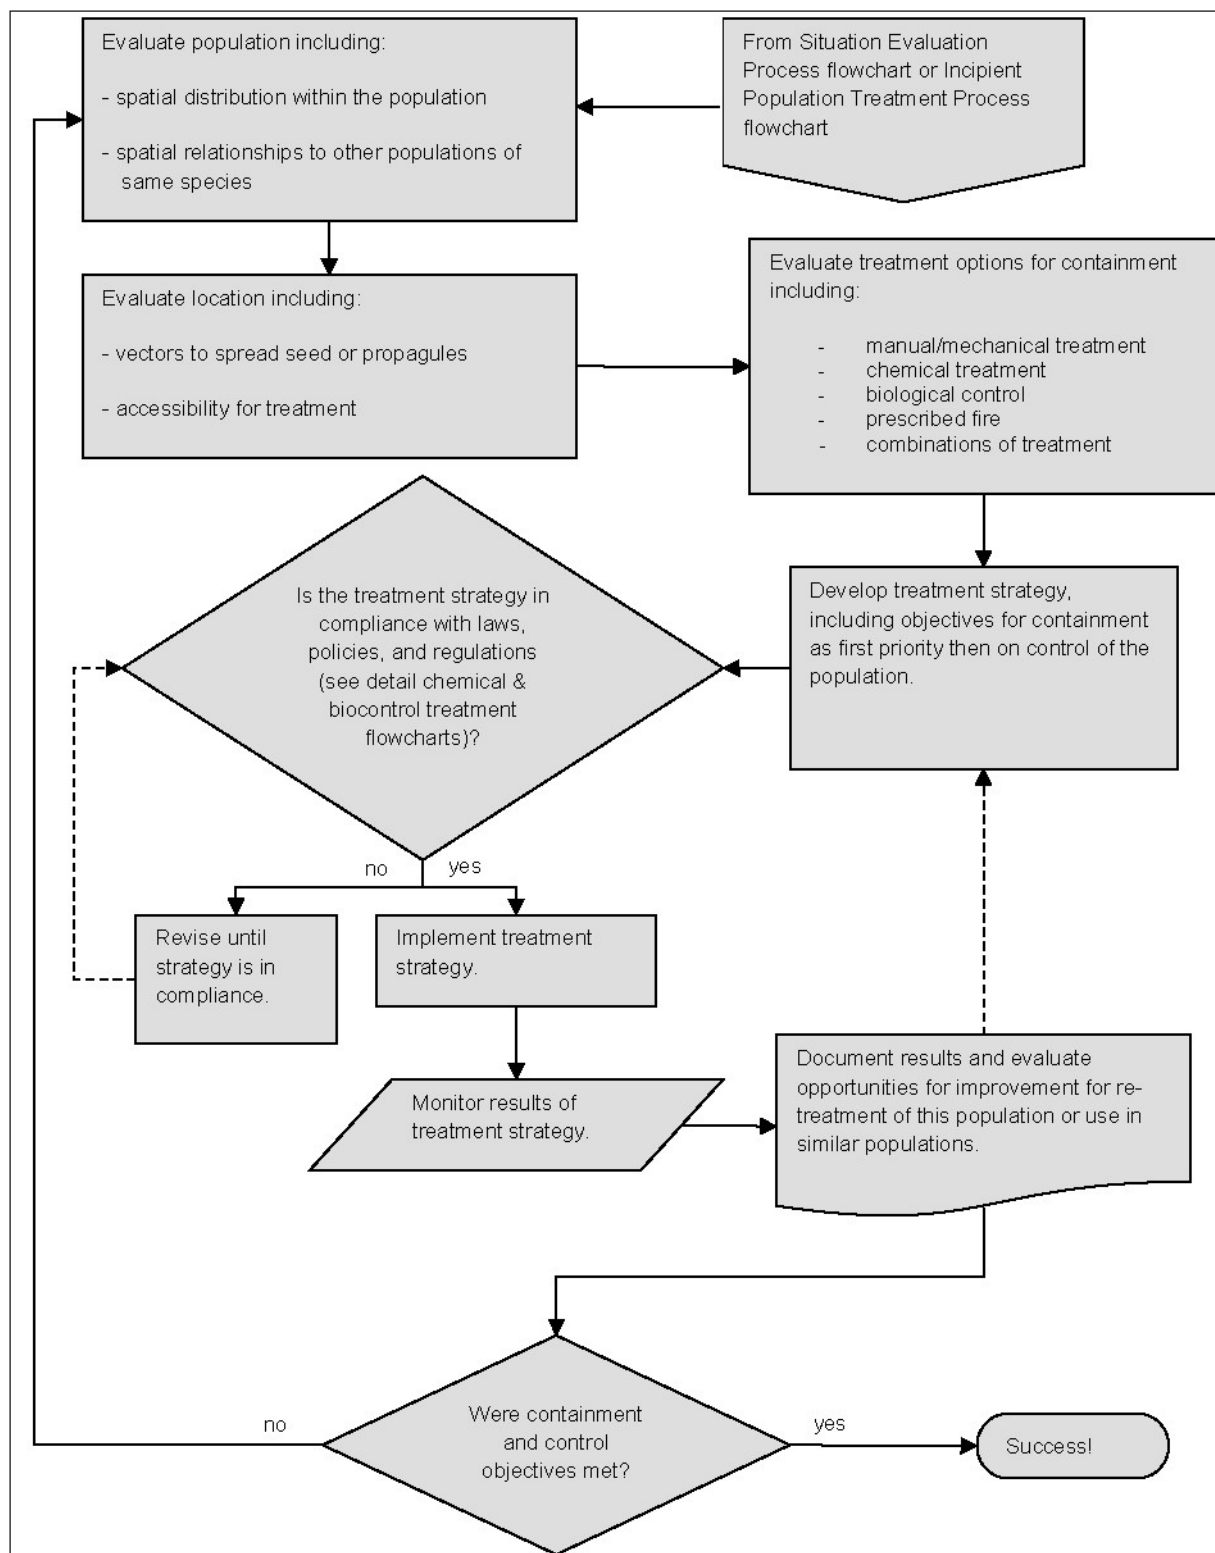 Evaluate population including:
- spatial distribution within the population
- spatial relationships to other populations of
same species
From Situation Evaluation
Process flowchart or Incipient
Population Treatment Process
flowchart
Evaluate location including:
- vectors to spread seed or propagules
- accessibility for treatment
Evaluate treatment options for containment
including:
- manual/mechanical treatment
- chemical treatment
- biological control
- prescribed fire
- combinations of treatment
Develop treatment strategy,
including objectives for containment
as first priority then on control of the
population.
Is the treatment strategy in
compliance with laws,
policies, and regulations
(see detail chemical &
biocontrol treatment
flowcharts)?
no
yes
Revise until
strategy is in
compliance.
Implement treatment
strategy.
Monitor results of
treatment strategy.
Document results and evaluate
opportunities for improvement for re-
treatment of this population or use in
similar populations.
Were containment
and control
objectives met?
no
yes
Success!